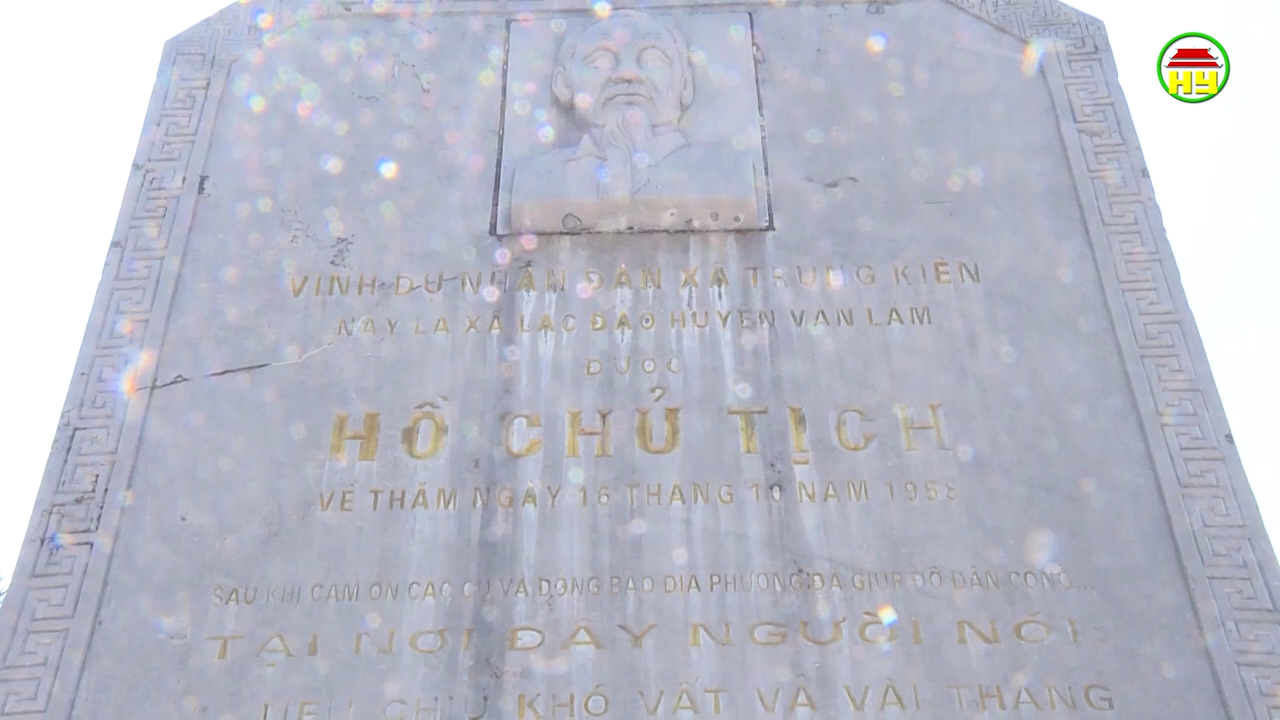 HY
VINH DỰ NHÂN DÂN XÃ TRUNG KIÊN
NAY LÀ XÃ LẠC ĐẠO HUYỆN VĂN LÂM
ĐƯỢC
HỒ CHỦ TỊCH
VỀ THĂM NGÀY 16 THÁNG 10 NĂM 1958
SAU KHI CÁM ƠN CÁC CỤ VÀ ĐỒNG BÀO ĐỊA PHƯƠNG ĐÃ GIÚP ĐỠ DÂN CÔNG...
TẠI NƠI ĐÂY NGƯỜI NÓI
CHỊU KHÓ VẤT VẢ VÀI THÁNG